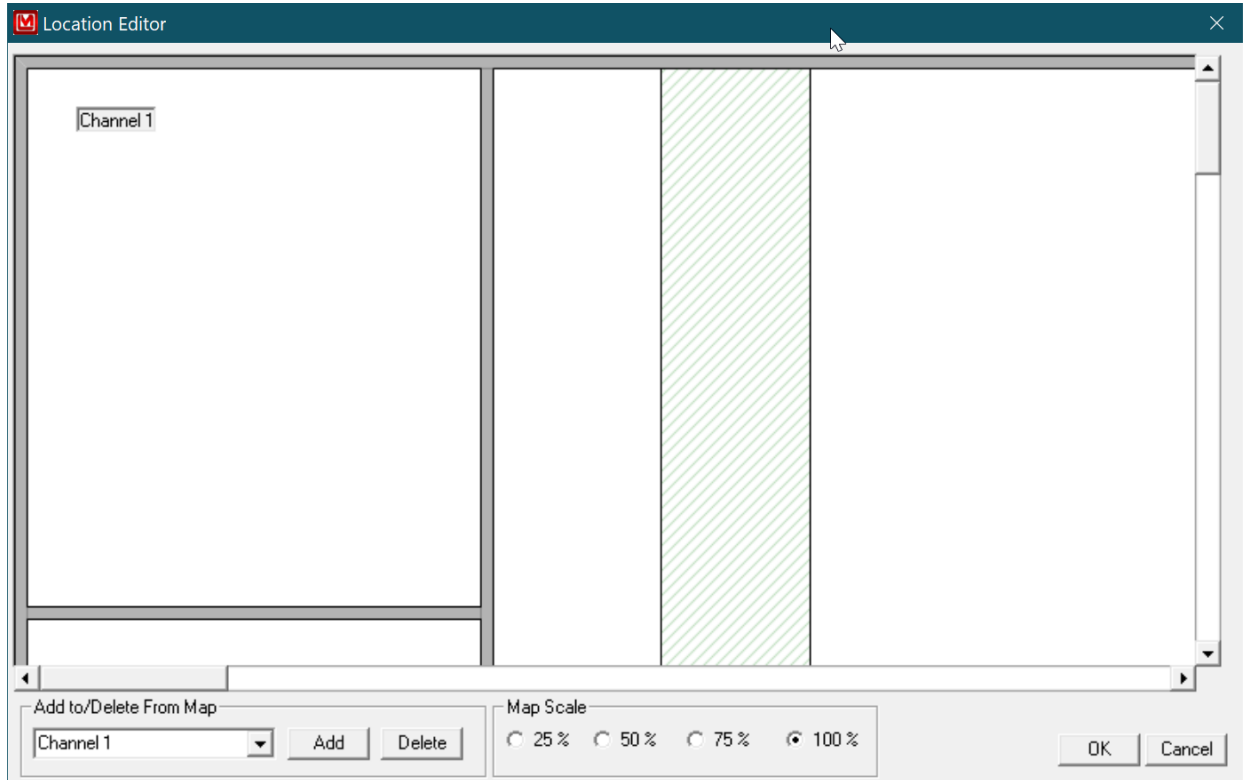 Location Editor
Channel 1
Add to/Delete From Map
Channel 1
Add
Delete
Map Scale
25 %
50 %
75 %
100 %
OK
Cancel